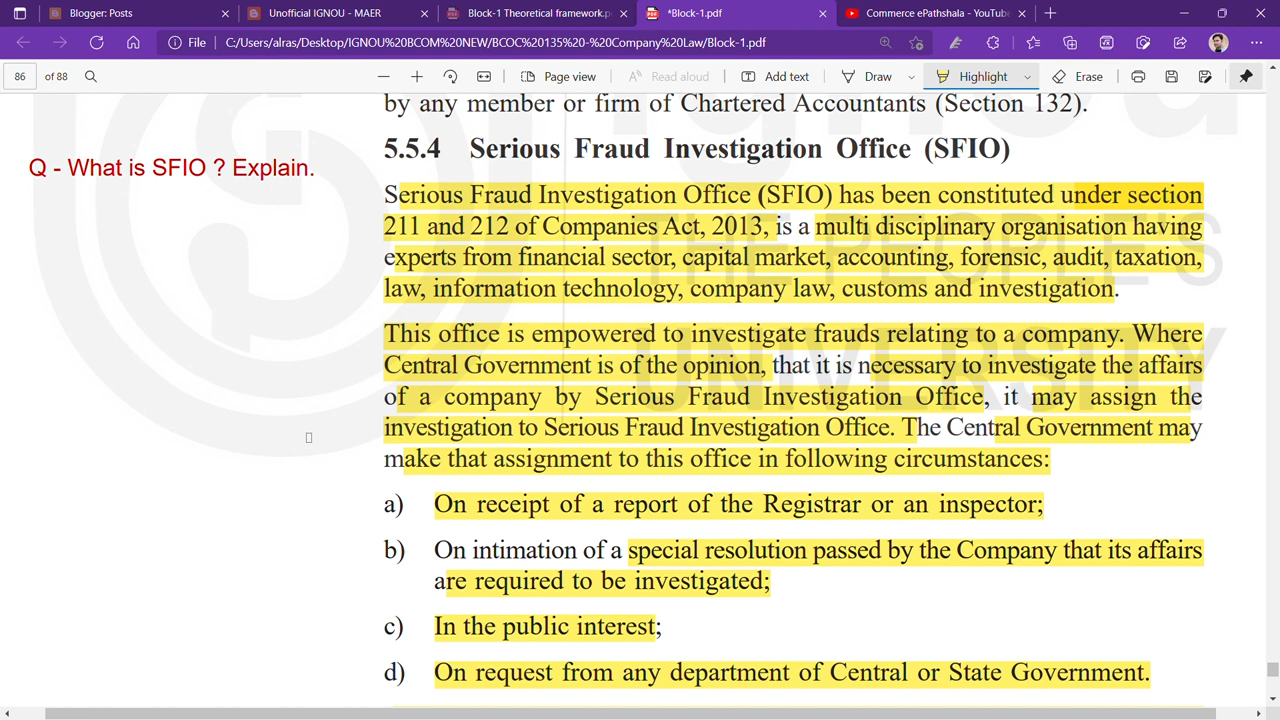 Blogger: Posts
Unofficial IGNOU - MAER
Block-1 Theoretical framework.p
*Block-1.pdf
Commerce ePathshala - YouTube
File C:/Users/alras/Desktop/IGNOU%20BCOM%20NEW/BCOC%20135%20-%20Company%20Law/Block-1.pdf
86 of 88
Page view
Read aloud
Add text
Draw
Highlight
Erase
by any member or firm of Chartered Accountants (Section 132).
5.5.4 Serious Fraud Investigation Office (SFIO)
Q - What is SFIO ? Explain.
Serious Fraud Investigation Office (SFIO) has been constituted under section
211 and 212 of Companies Act, 2013, is a multi disciplinary organisation having
experts from financial sector, capital market, accounting, forensic, audit, taxation,
law, information technology, company law, customs and investigation.
This office is empowered to investigate frauds relating to a company. Where
Central Government is of the opinion, that it is necessary to investigate the affairs
of a company by Serious Fraud Investigation Office, it may assign the
investigation to Serious Fraud Investigation Office. The Central Government may
make that assignment to this office in following circumstances:
a) On receipt of a report of the Registrar or an inspector;
b) On intimation of a special resolution passed by the Company that its affairs
are required to be investigated;
c) In the public interest;
d) On request from any department of Central or State Government.
THE PEOPLE'S
UNIVERSITY